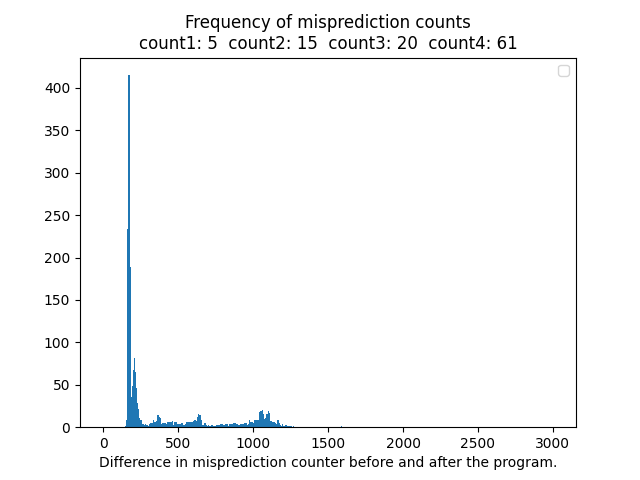 Frequency of misprediction counts
count1: 5  count2: 15  count3: 20  count4: 61
400
350
300
250
200
150
100
50
0
0 500 1000 1500 2000 2500 3000
Difference in misprediction counter before and after the program.